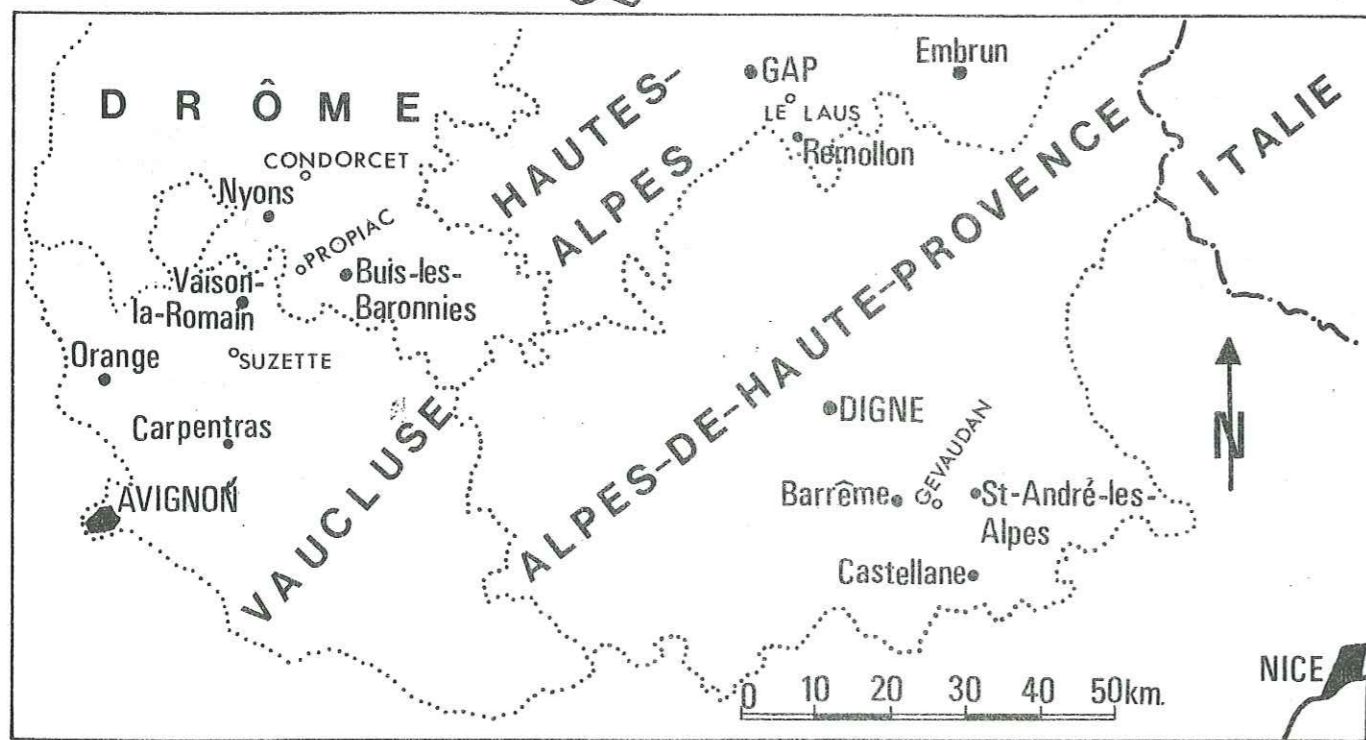 DRÔME
HAUTES-
ALPES
GAP
Embrun
LE LAUS
Remollon
ITALIE
CONDORCET
Nyons
PROPIAC
Buis-les-
Baronnies
Vaison-
la-Romain
Orange
SUZETTE
Carpentras
AVIGNON
VAUCLUSE
ALPES-DE-HAUTE-PROVENCE
DIGNE
GEVAUDAN
Barrême
St-André-les-
Alpes
Castellane
N
NICE
0 10 20 30 40 50km.